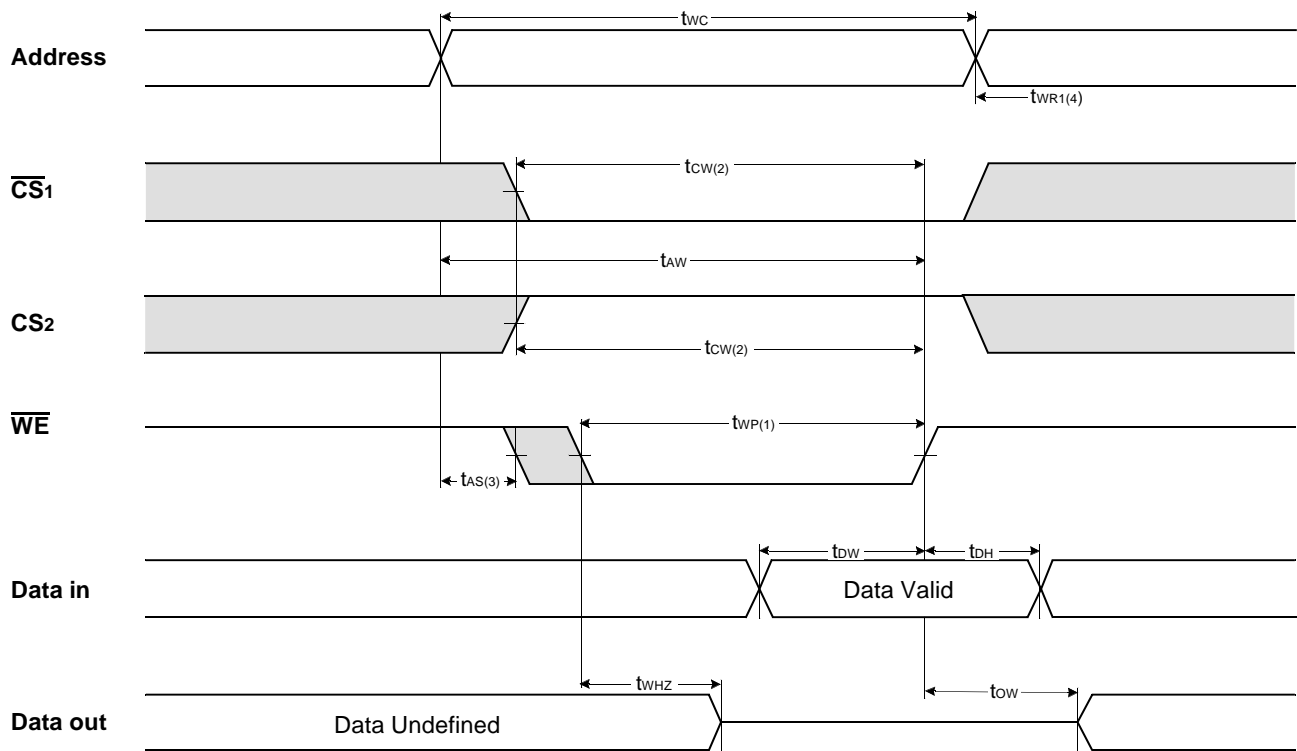 tWC
Address
tWR1(4)
tCW(2)
CS1
tAW
CS2
tCW(2)
WE
tWP(1)
tAS(3)
tDW
tDH
Data in
Data Valid
tWHZ
tOW
Data out
Data Undefined